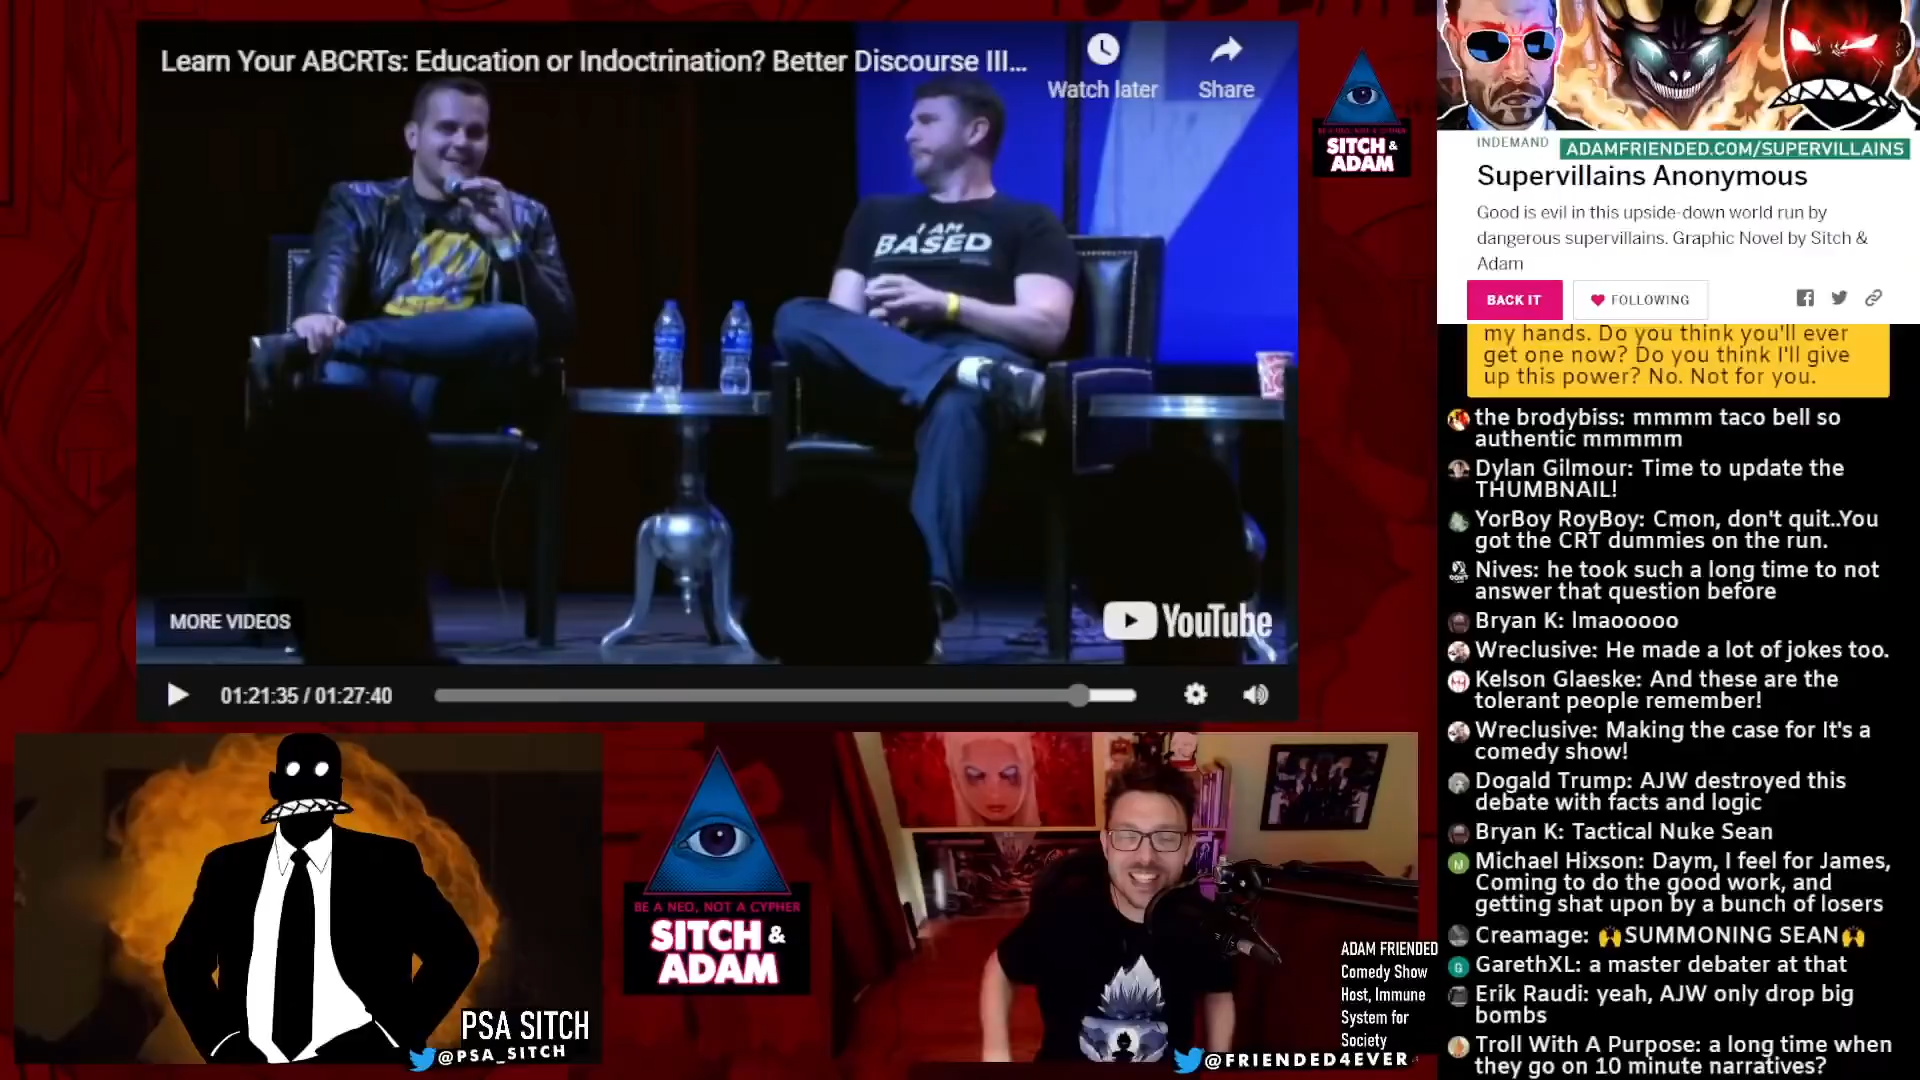 Learn Your ABCRTs: Education or Indoctrination? Better Discourse III...
Watch later
Share
I AM
BASED
MORE VIDEOS
YouTube
01:21:35 / 01:27:40
BE A NEO, NOT A CYPHER
SITCH &
ADAM
INDEMAND
ADAMFRIENDED.COM/SUPERVILLAINS
Supervillains Anonymous
Good is evil in this upside-down world run by
dangerous supervillains. Graphic Novel by Sitch &
Adam
BACK IT
FOLLOWING
my hands. Do you think you'll ever
get one now? Do you think I'll give
up this power? No. Not for you.
the brodybiss: mmmm taco bell so
authentic mmmmm
Dylan Gilmour: Time to update the
THUMBNAIL!
YorBoy RoyBoy: Cmon, don't quit..You
got the CRT dummies on the run.
Nives: he took such a long time to not
answer that question before
Bryan K: lmaooooo
Wreclusive: He made a lot of jokes too.
Kelson Glaeske: And these are the
tolerant people remember!
Wreclusive: Making the case for It's a
comedy show!
Dogald Trump: AJW destroyed this
debate with facts and logic
Bryan K: Tactical Nuke Sean
Michael Hixson: Daym, I feel for James,
Coming to do the good work, and
getting shat upon by a bunch of losers
Creamage: 🙌SUMMONING SEAN🙌
GarethXL: a master debater at that
Erik Raudi: yeah, AJW only drop big
bombs
Troll With A Purpose: a long time when
they go on 10 minute narratives?
PSA SITCH
@PSA_SITCH
BE A NEO, NOT A CYPHER
SITCH &
ADAM
ADAM FRIENDED
Comedy Show
Host, Immune
System for
Society
@FRIENDED4EVER